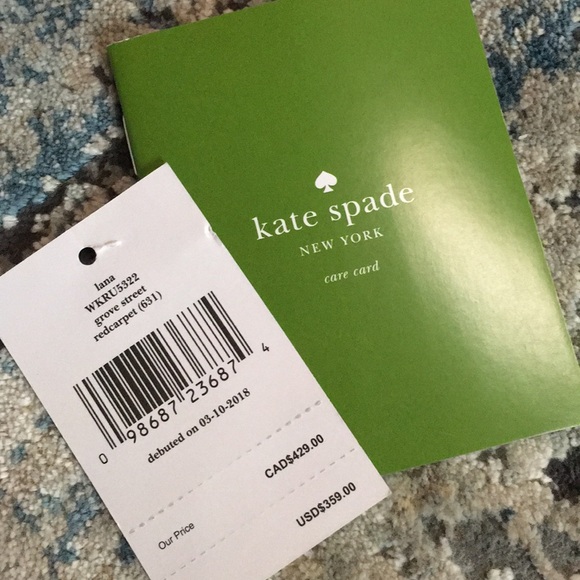 kate spade
NEW YORK
care card
lana
WKRU5322
grove street
redcarpet (631)
0 98687 23687 4
debuted on 03-10-2018
CAD$429.00
Our Price
USD$359.00